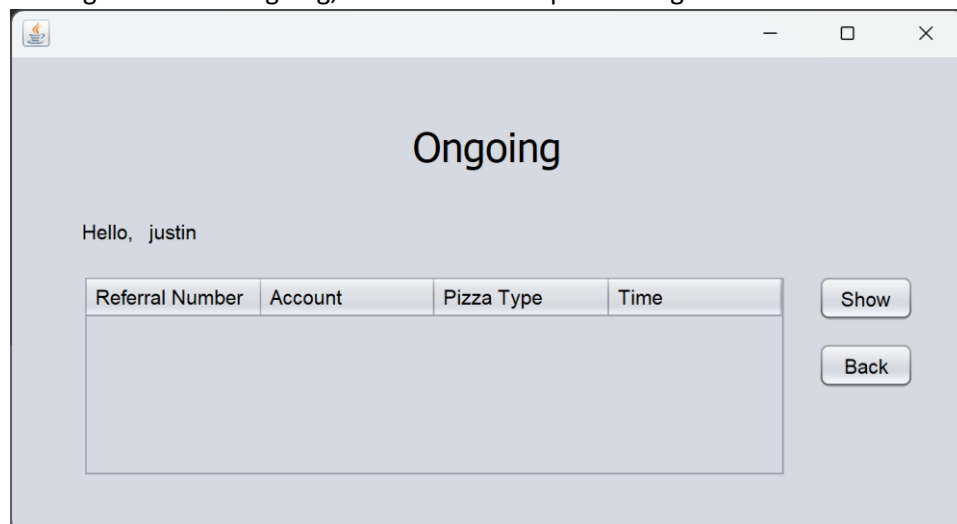 Ongoing
Hello, justin
Referral Number Account Pizza Type Time
Show
Back